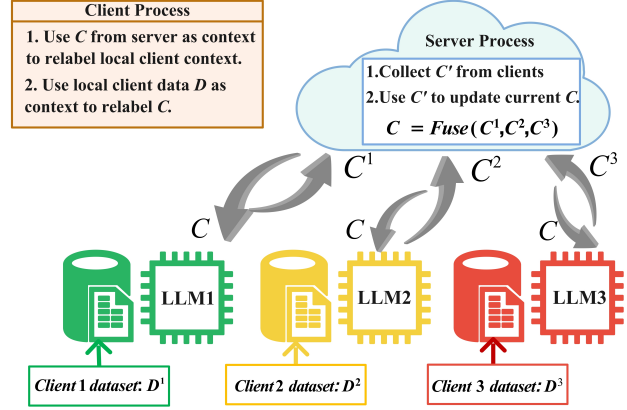 Client Process
1. Use C from server as context
to relabel local client context.
2. Use local client data D as
context to relabel C.
Server Process
1.Collect C′ from clients
2.Use C′ to update current C.
C = Fuse(C¹,C²,C³)
C¹
C²
C³
C
C
C
LLM1
LLM2
LLM3
Client 1 dataset: D¹
Client 2 dataset: D²
Client 3 dataset: D³